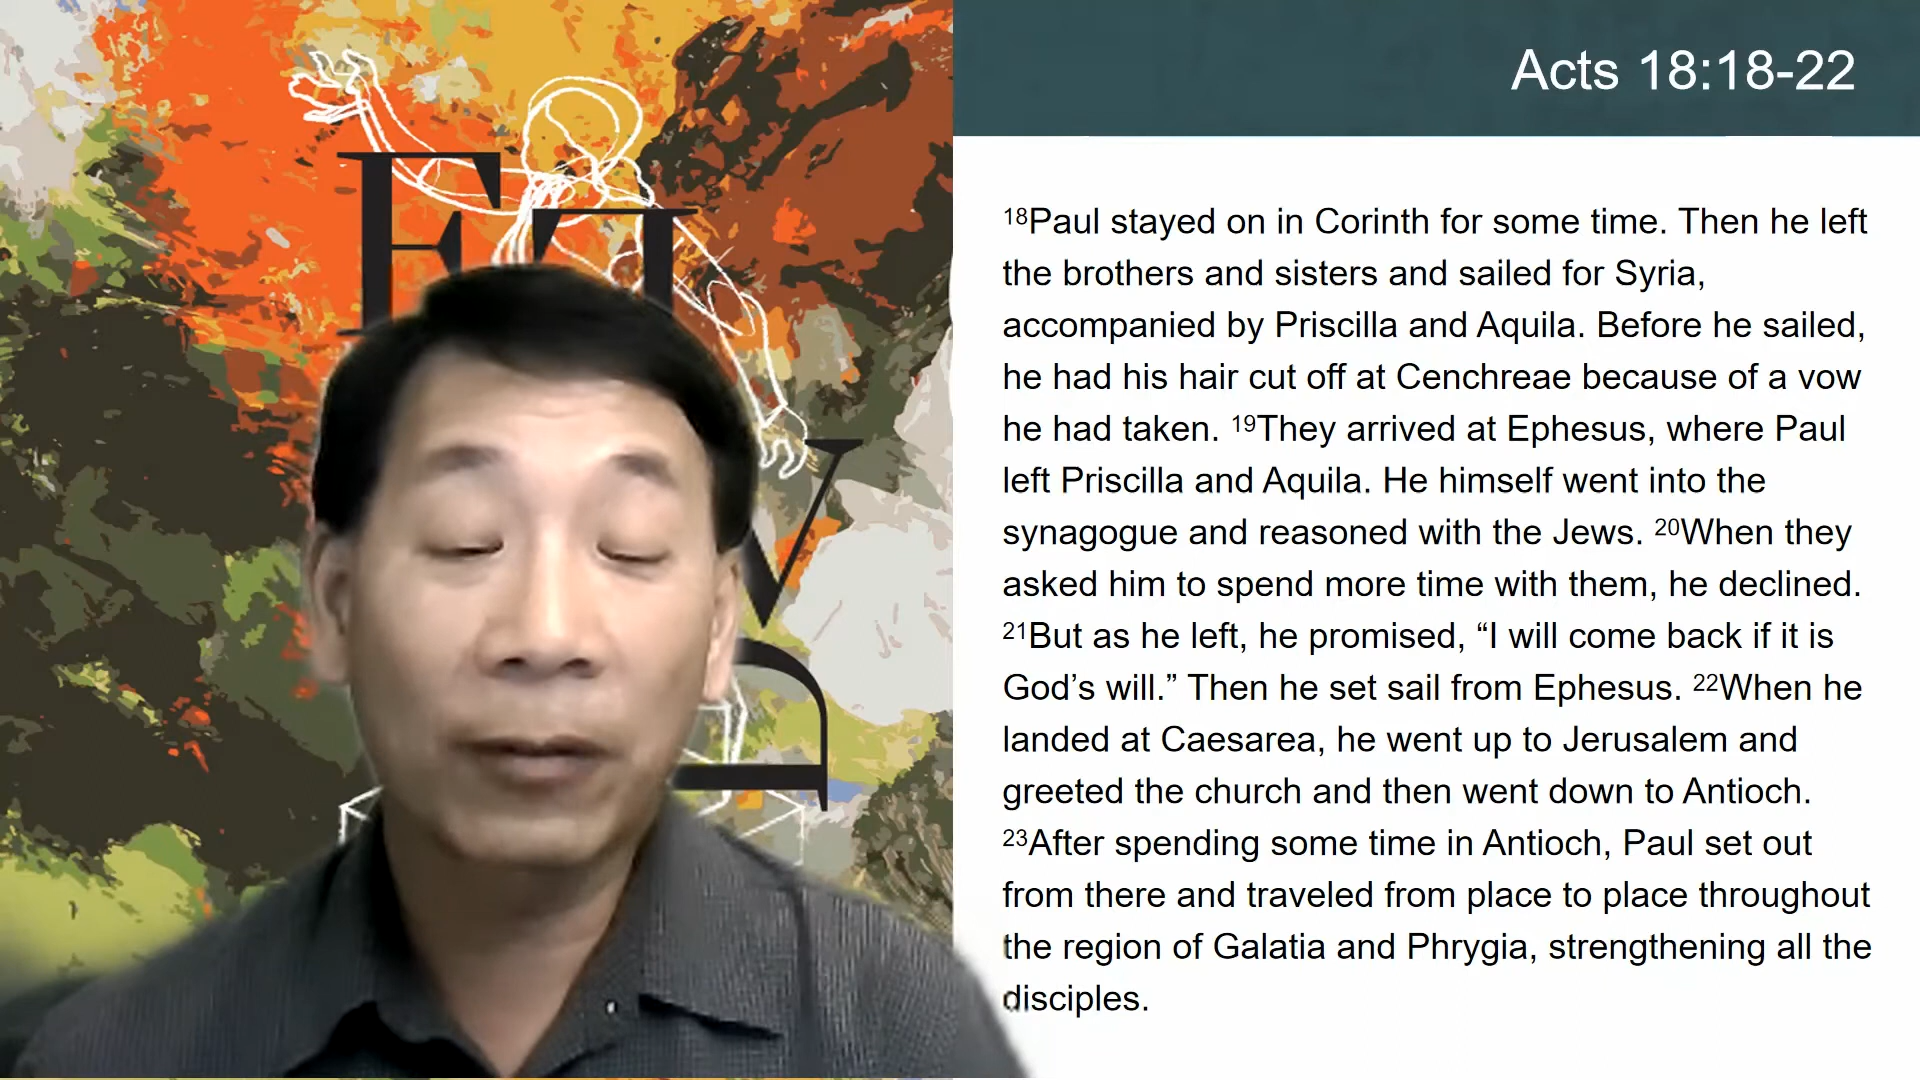 Acts 18:18-22
¹⁸Paul stayed on in Corinth for some time. Then he left
the brothers and sisters and sailed for Syria,
accompanied by Priscilla and Aquila. Before he sailed,
he had his hair cut off at Cenchreae because of a vow
he had taken. ¹⁹They arrived at Ephesus, where Paul
left Priscilla and Aquila. He himself went into the
synagogue and reasoned with the Jews. ²⁰When they
asked him to spend more time with them, he declined.
²¹But as he left, he promised, “I will come back if it is
God’s will.” Then he set sail from Ephesus. ²²When he
landed at Caesarea, he went up to Jerusalem and
greeted the church and then went down to Antioch.
²³After spending some time in Antioch, Paul set out
from there and traveled from place to place throughout
the region of Galatia and Phrygia, strengthening all the
disciples.